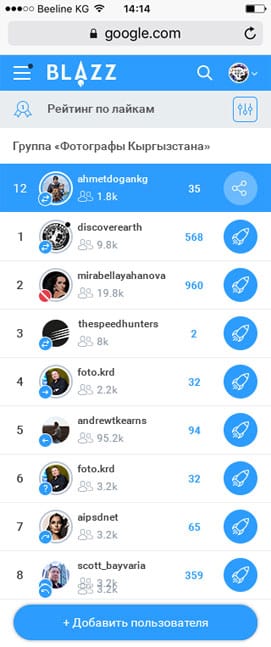 Beeline KG 14:14
google.com
BLAZZ
1 Рейтинг по лайкам
Группа «Фотографы Кыргызстана»
12 ahmetdogankg 35
1.8k
1 discoverearth 568
9.8k
2 mirabellayahanova 960
19.8k
3 thespeedhunters 2
8k
4 foto.krd 32
2.2k
5 andrewtkearns 94
95.2k
6 foto.krd 32
? 3.2k
7 aipsdnet 65
3.2k
8 scott_bayvaria 359
3.2k
3.2k
+ Добавить пользователя